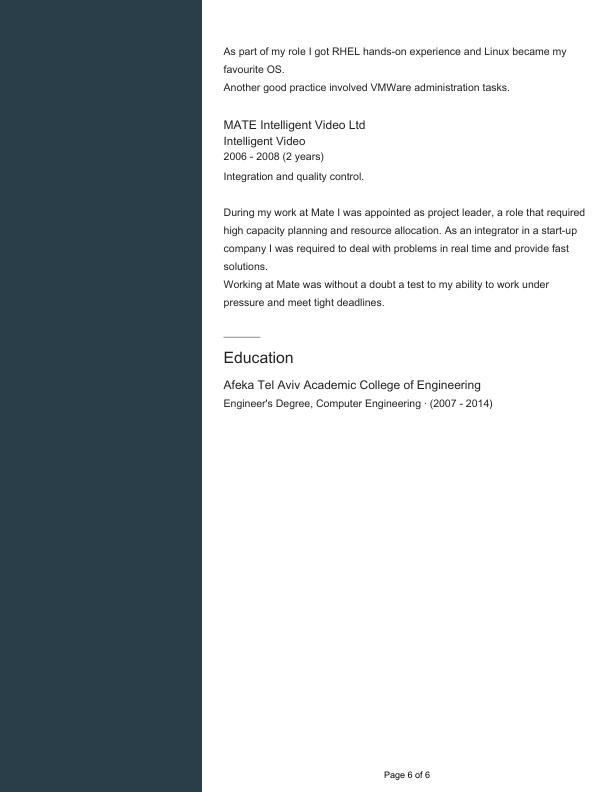 As part of my role I got RHEL hands-on experience and Linux became my
favourite OS.
Another good practice involved VMWare administration tasks.
MATE Intelligent Video Ltd
Intelligent Video
2006 - 2008 (2 years)
Integration and quality control.
During my work at Mate I was appointed as project leader, a role that required
high capacity planning and resource allocation. As an integrator in a start-up
company I was required to deal with problems in real time and provide fast
solutions.
Working at Mate was without a doubt a test to my ability to work under
pressure and meet tight deadlines.
Education
Afeka Tel Aviv Academic College of Engineering
Engineer's Degree, Computer Engineering · (2007 - 2014)
Page 6 of 6